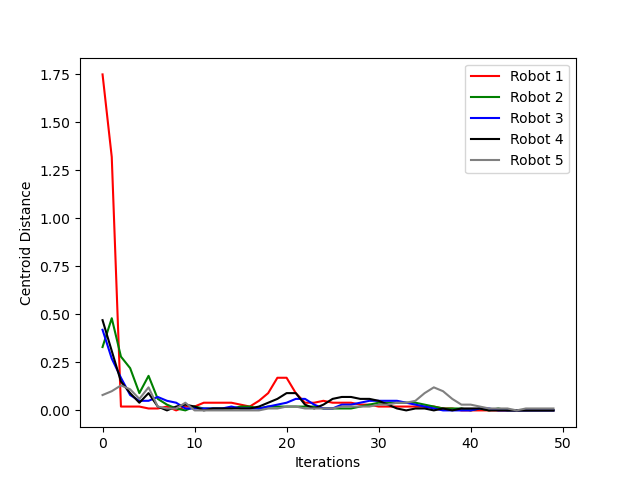 1.75
1.50
1.25
1.00
0.75
0.50
0.25
0.00
Centroid Distance
0
10
20
30
40
50
Iterations
Robot 1
Robot 2
Robot 3
Robot 4
Robot 5